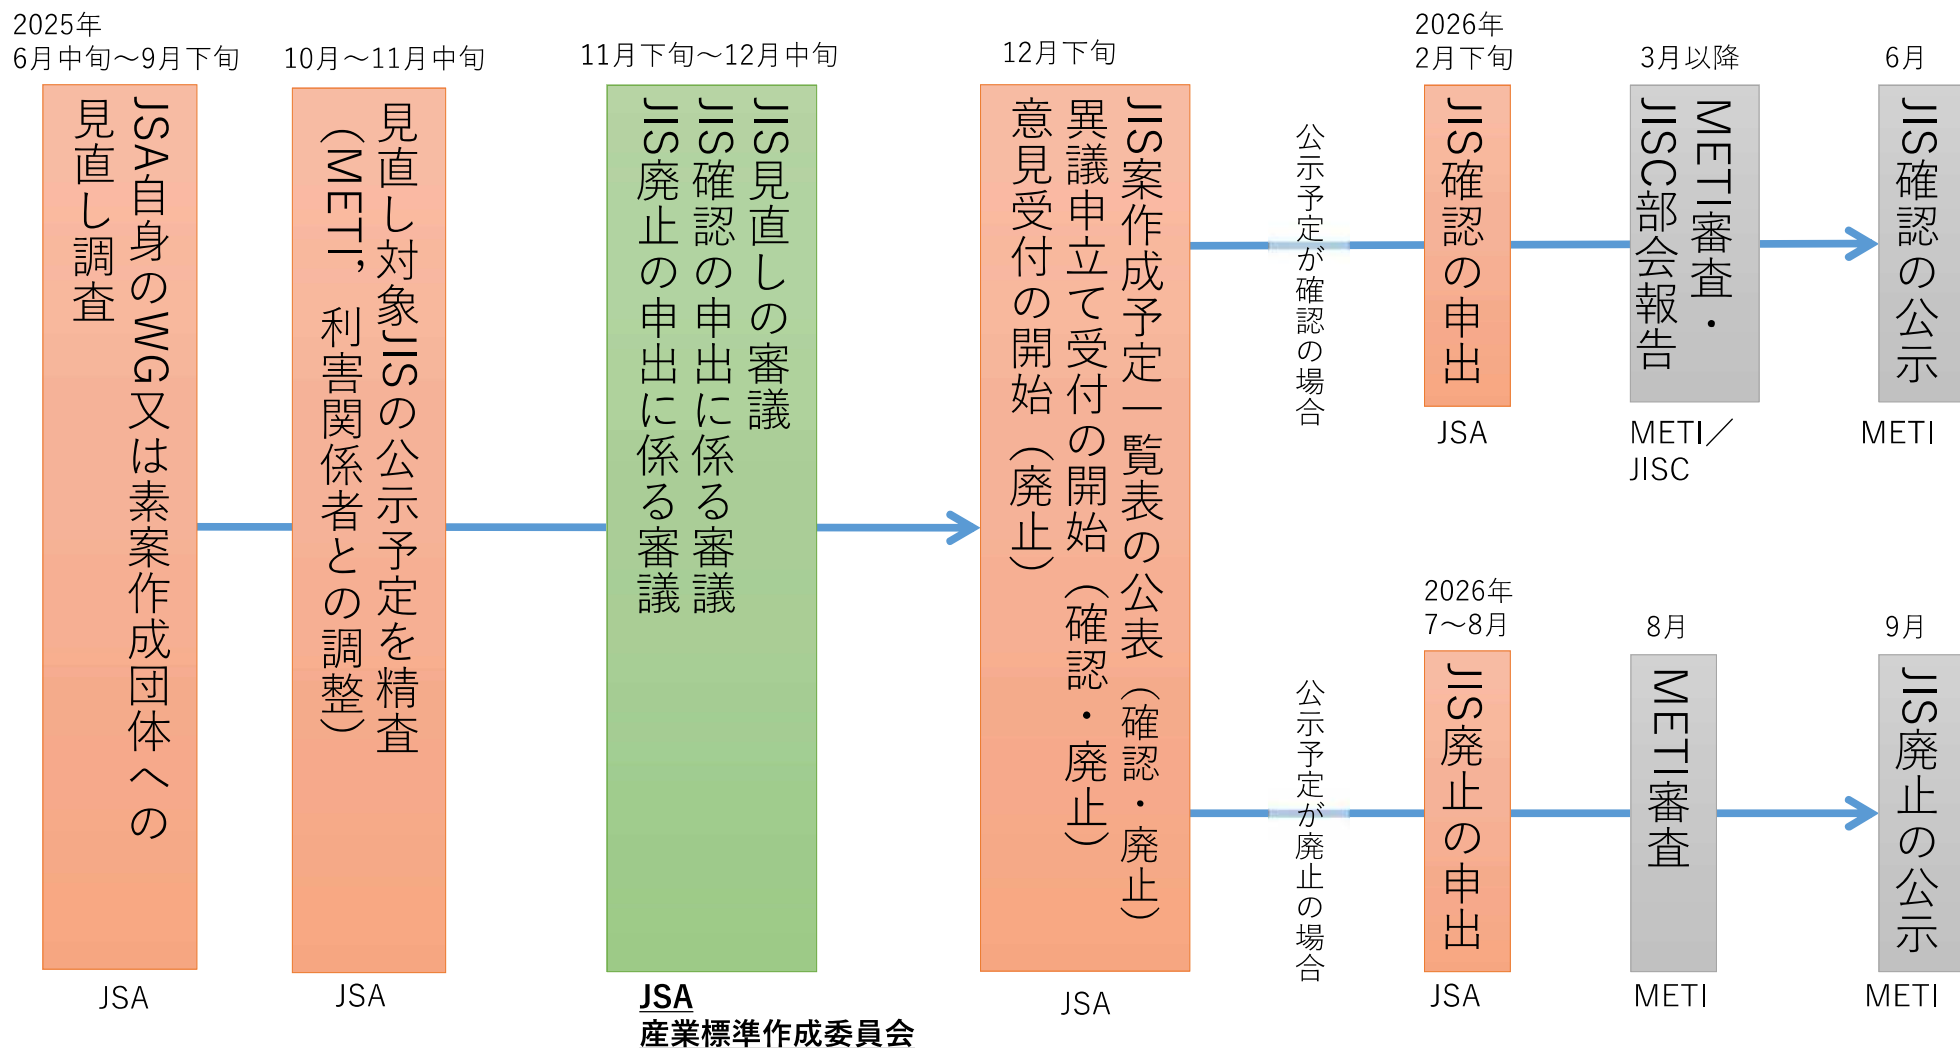 2025年
6月中旬～9月下旬
JSA自身のWG又は素案作成団体への
見直し調査
JSA
10月～11月中旬
見直し対象JISの公示予定を精査
（METI，利害関係者との調整）
JSA
11月下旬～12月中旬
JIS見直しの審議
JIS確認の申出に係る審議
JIS廃止の申出に係る審議
JSA
産業標準作成委員会
12月下旬
JIS案作成予定一覧表の公表（確認・廃止）
異議申立て受付の開始（確認・廃止）
意見受付の開始（廃止）
JSA
公示予定が確認の場合
2026年
2月下旬
JIS確認の申出
JSA
3月以降
METI審査・
JISC部会報告
METI／
JISC
6月
JIS確認の公示
METI
公示予定が廃止の場合
2026年
7～8月
JIS廃止の申出
JSA
8月
METI審査
METI
9月
JIS廃止の公示
METI